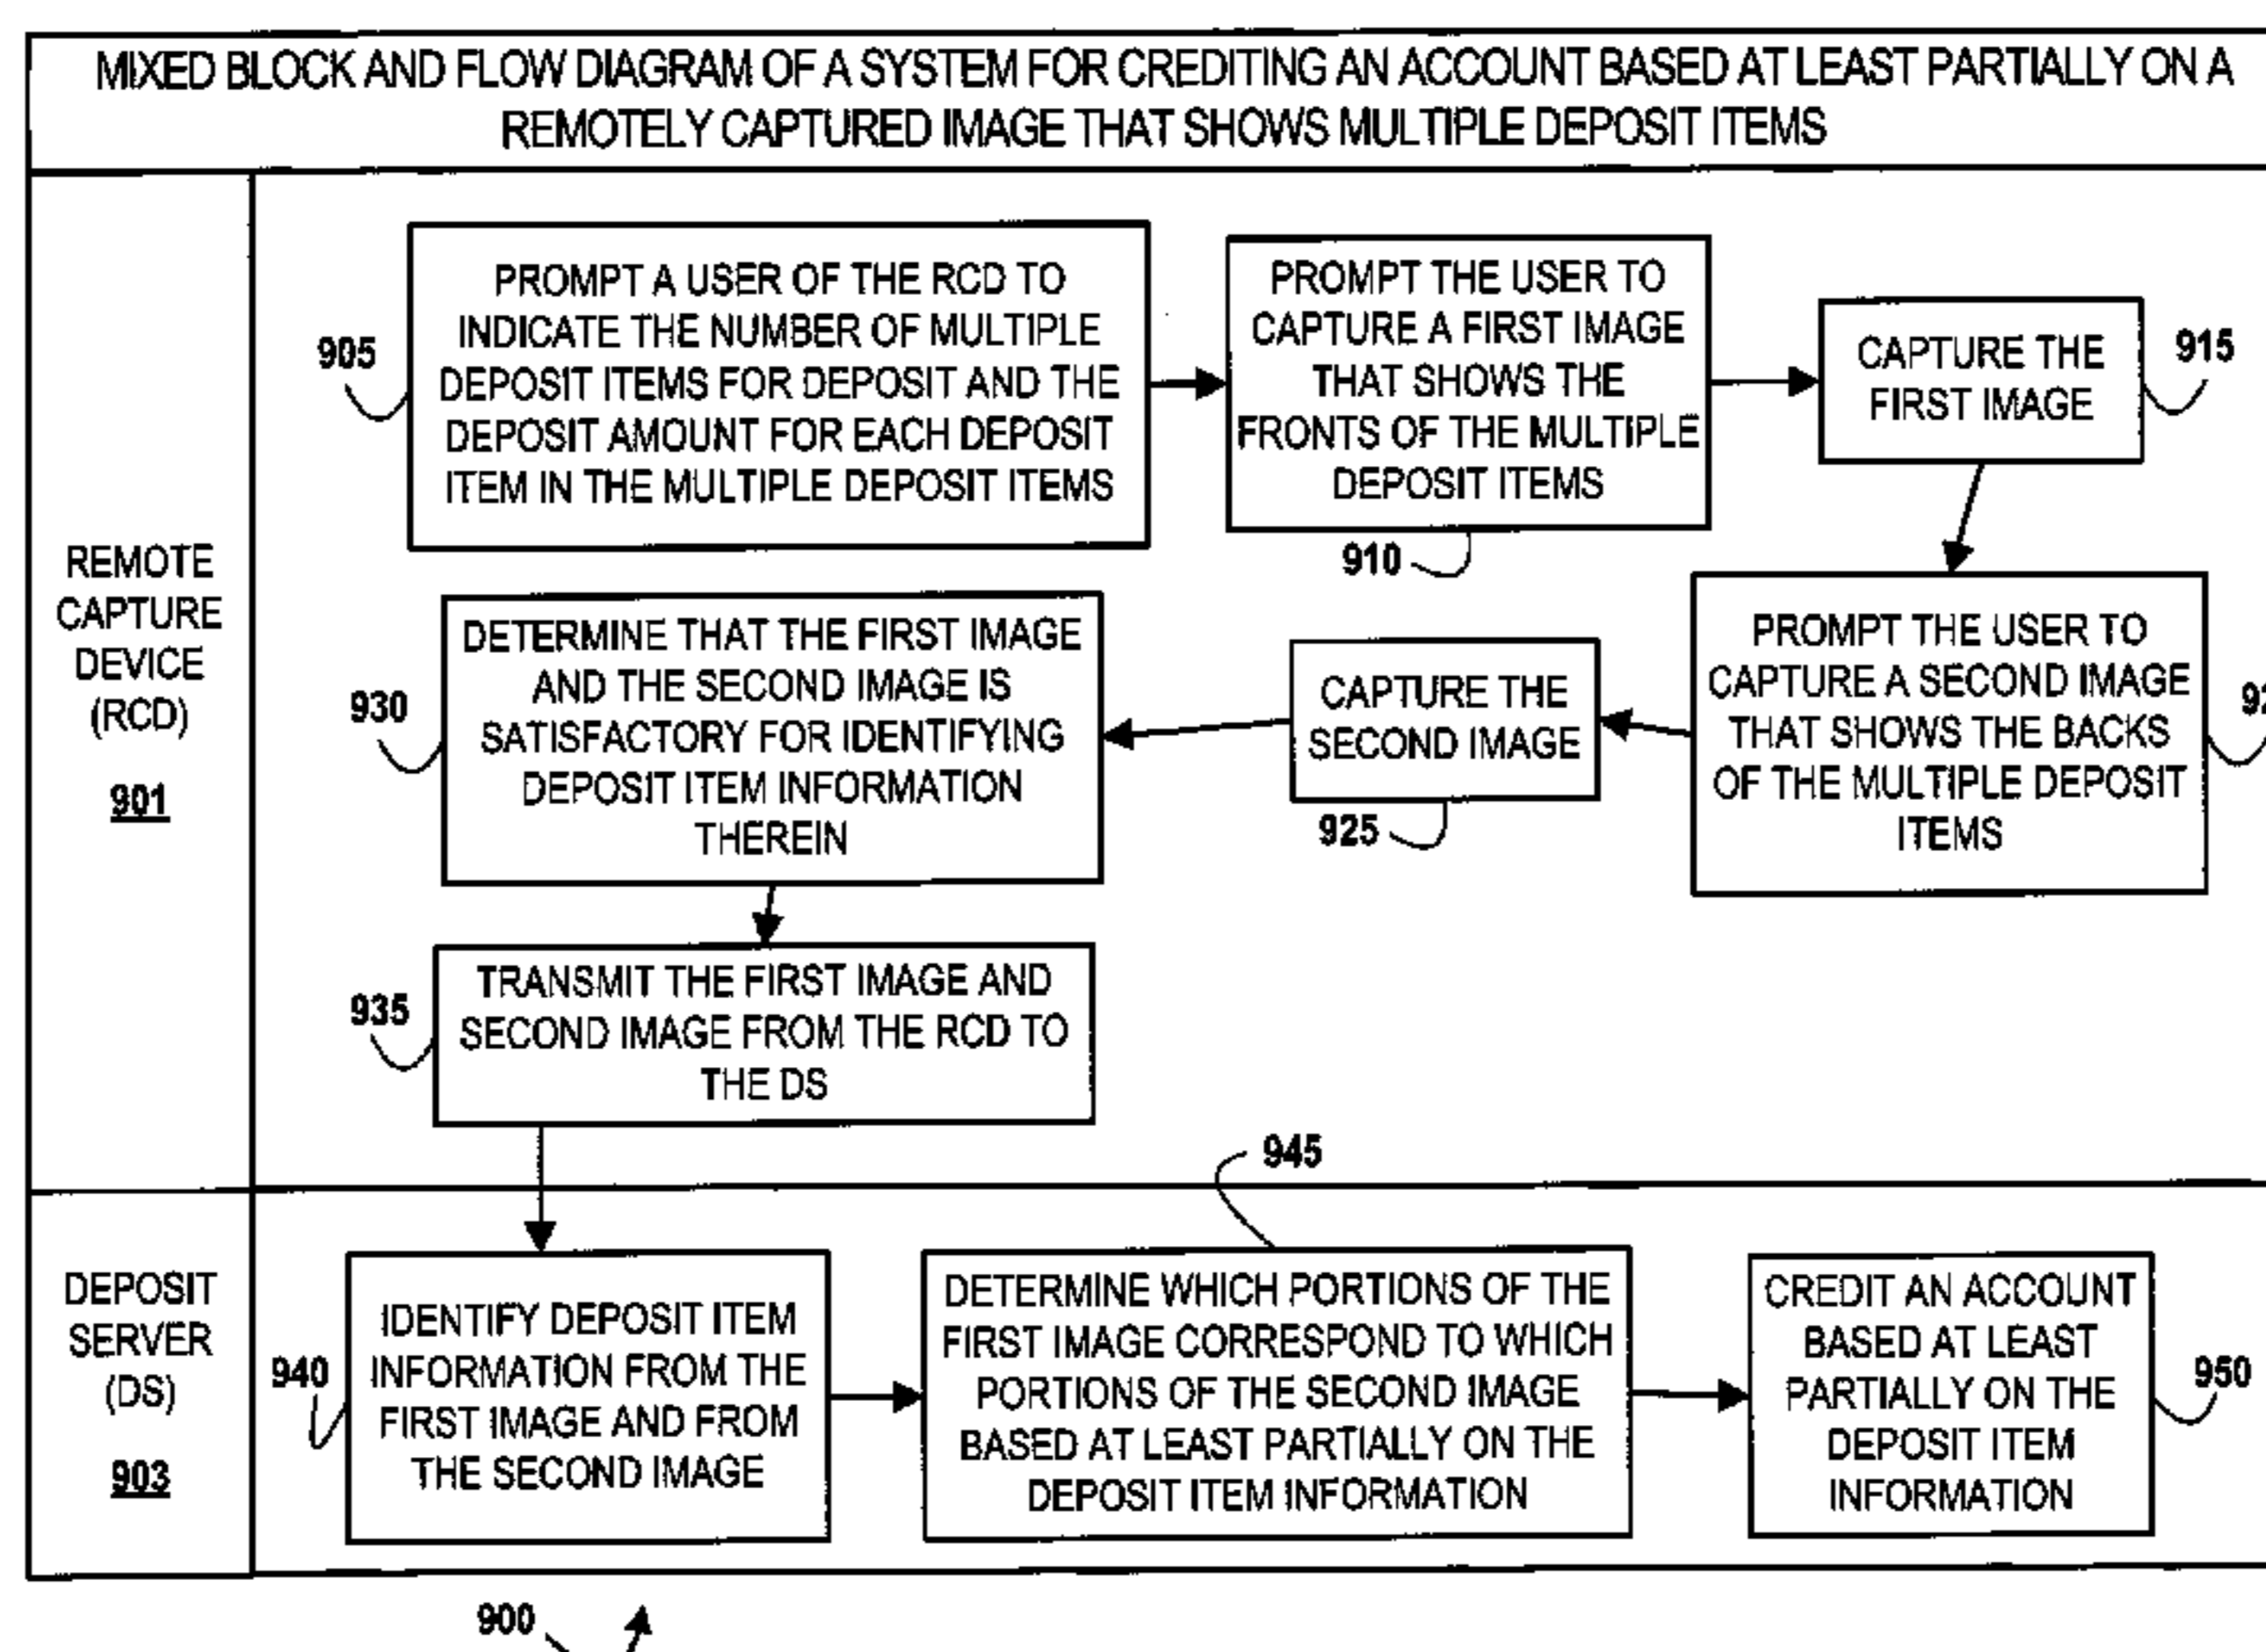 MIXED BLOCK AND FLOW DIAGRAM OF A SYSTEM FOR CREDITING AN ACCOUNT BASED AT LEAST PARTIALLY ON A
REMOTELY CAPTURED IMAGE THAT SHOWS MULTIPLE DEPOSIT ITEMS
REMOTE
CAPTURE
DEVICE
(RCD)
901
905
PROMPT A USER OF THE RCD TO
INDICATE THE NUMBER OF MULTIPLE
DEPOSIT ITEMS FOR DEPOSIT AND THE
DEPOSIT AMOUNT FOR EACH DEPOSIT
ITEM IN THE MULTIPLE DEPOSIT ITEMS
PROMPT THE USER TO
CAPTURE A FIRST IMAGE
THAT SHOWS THE
FRONTS OF THE MULTIPLE
DEPOSIT ITEMS
910
CAPTURE THE
FIRST IMAGE
915
PROMPT THE USER TO
CAPTURE A SECOND IMAGE
THAT SHOWS THE BACKS
OF THE MULTIPLE DEPOSIT
ITEMS
CAPTURE THE
SECOND IMAGE
925
930
DETERMINE THAT THE FIRST IMAGE
AND THE SECOND IMAGE IS
SATISFACTORY FOR IDENTIFYING
DEPOSIT ITEM INFORMATION
THEREIN
935
TRANSMIT THE FIRST IMAGE AND
SECOND IMAGE FROM THE RCD TO
THE DS
DEPOSIT
SERVER
(DS)
903
940
IDENTIFY DEPOSIT ITEM
INFORMATION FROM THE
FIRST IMAGE AND FROM
THE SECOND IMAGE
945
DETERMINE WHICH PORTIONS OF THE
FIRST IMAGE CORRESPOND TO WHICH
PORTIONS OF THE SECOND IMAGE
BASED AT LEAST PARTIALLY ON THE
DEPOSIT ITEM INFORMATION
CREDIT AN ACCOUNT
BASED AT LEAST
PARTIALLY ON THE
DEPOSIT ITEM
INFORMATION
950
900